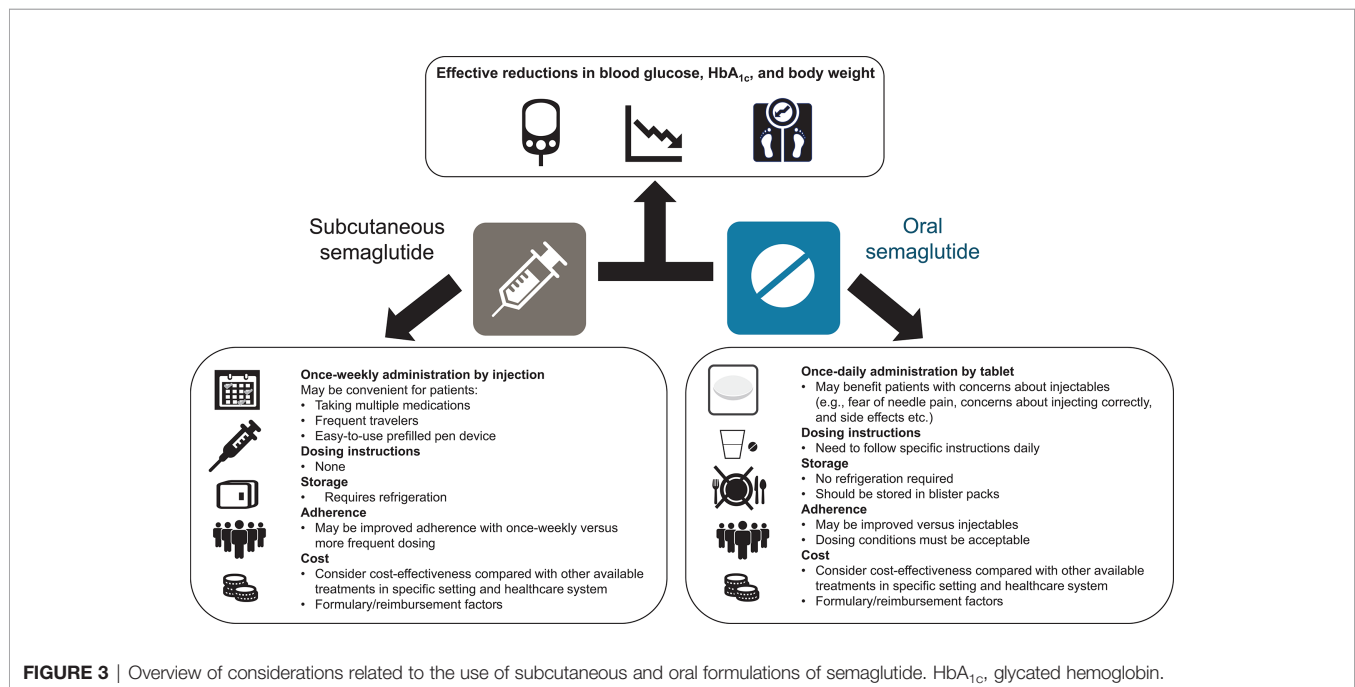 Effective reductions in blood glucose, HbA1c, and body weight
Subcutaneous
semaglutide
Oral
semaglutide
Once-weekly administration by injection
May be convenient for patients:
• Taking multiple medications
• Frequent travelers
• Easy-to-use prefilled pen device
Dosing instructions
• None
Storage
• Requires refrigeration
Adherence
• May be improved adherence with once-weekly versus
more frequent dosing
Cost
• Consider cost-effectiveness compared with other available
treatments in specific setting and healthcare system
• Formulary/reimbursement factors
Once-daily administration by tablet
• May benefit patients with concerns about injectables
(e.g., fear of needle pain, concerns about injecting correctly,
and side effects etc.)
Dosing instructions
• Need to follow specific instructions daily
Storage
• No refrigeration required
• Should be stored in blister packs
Adherence
• May be improved versus injectables
• Dosing conditions must be acceptable
Cost
• Consider cost-effectiveness compared with other available
treatments in specific setting and healthcare system
• Formulary/reimbursement factors
FIGURE 3 | Overview of considerations related to the use of subcutaneous and oral formulations of semaglutide. HbA1c, glycated hemoglobin.